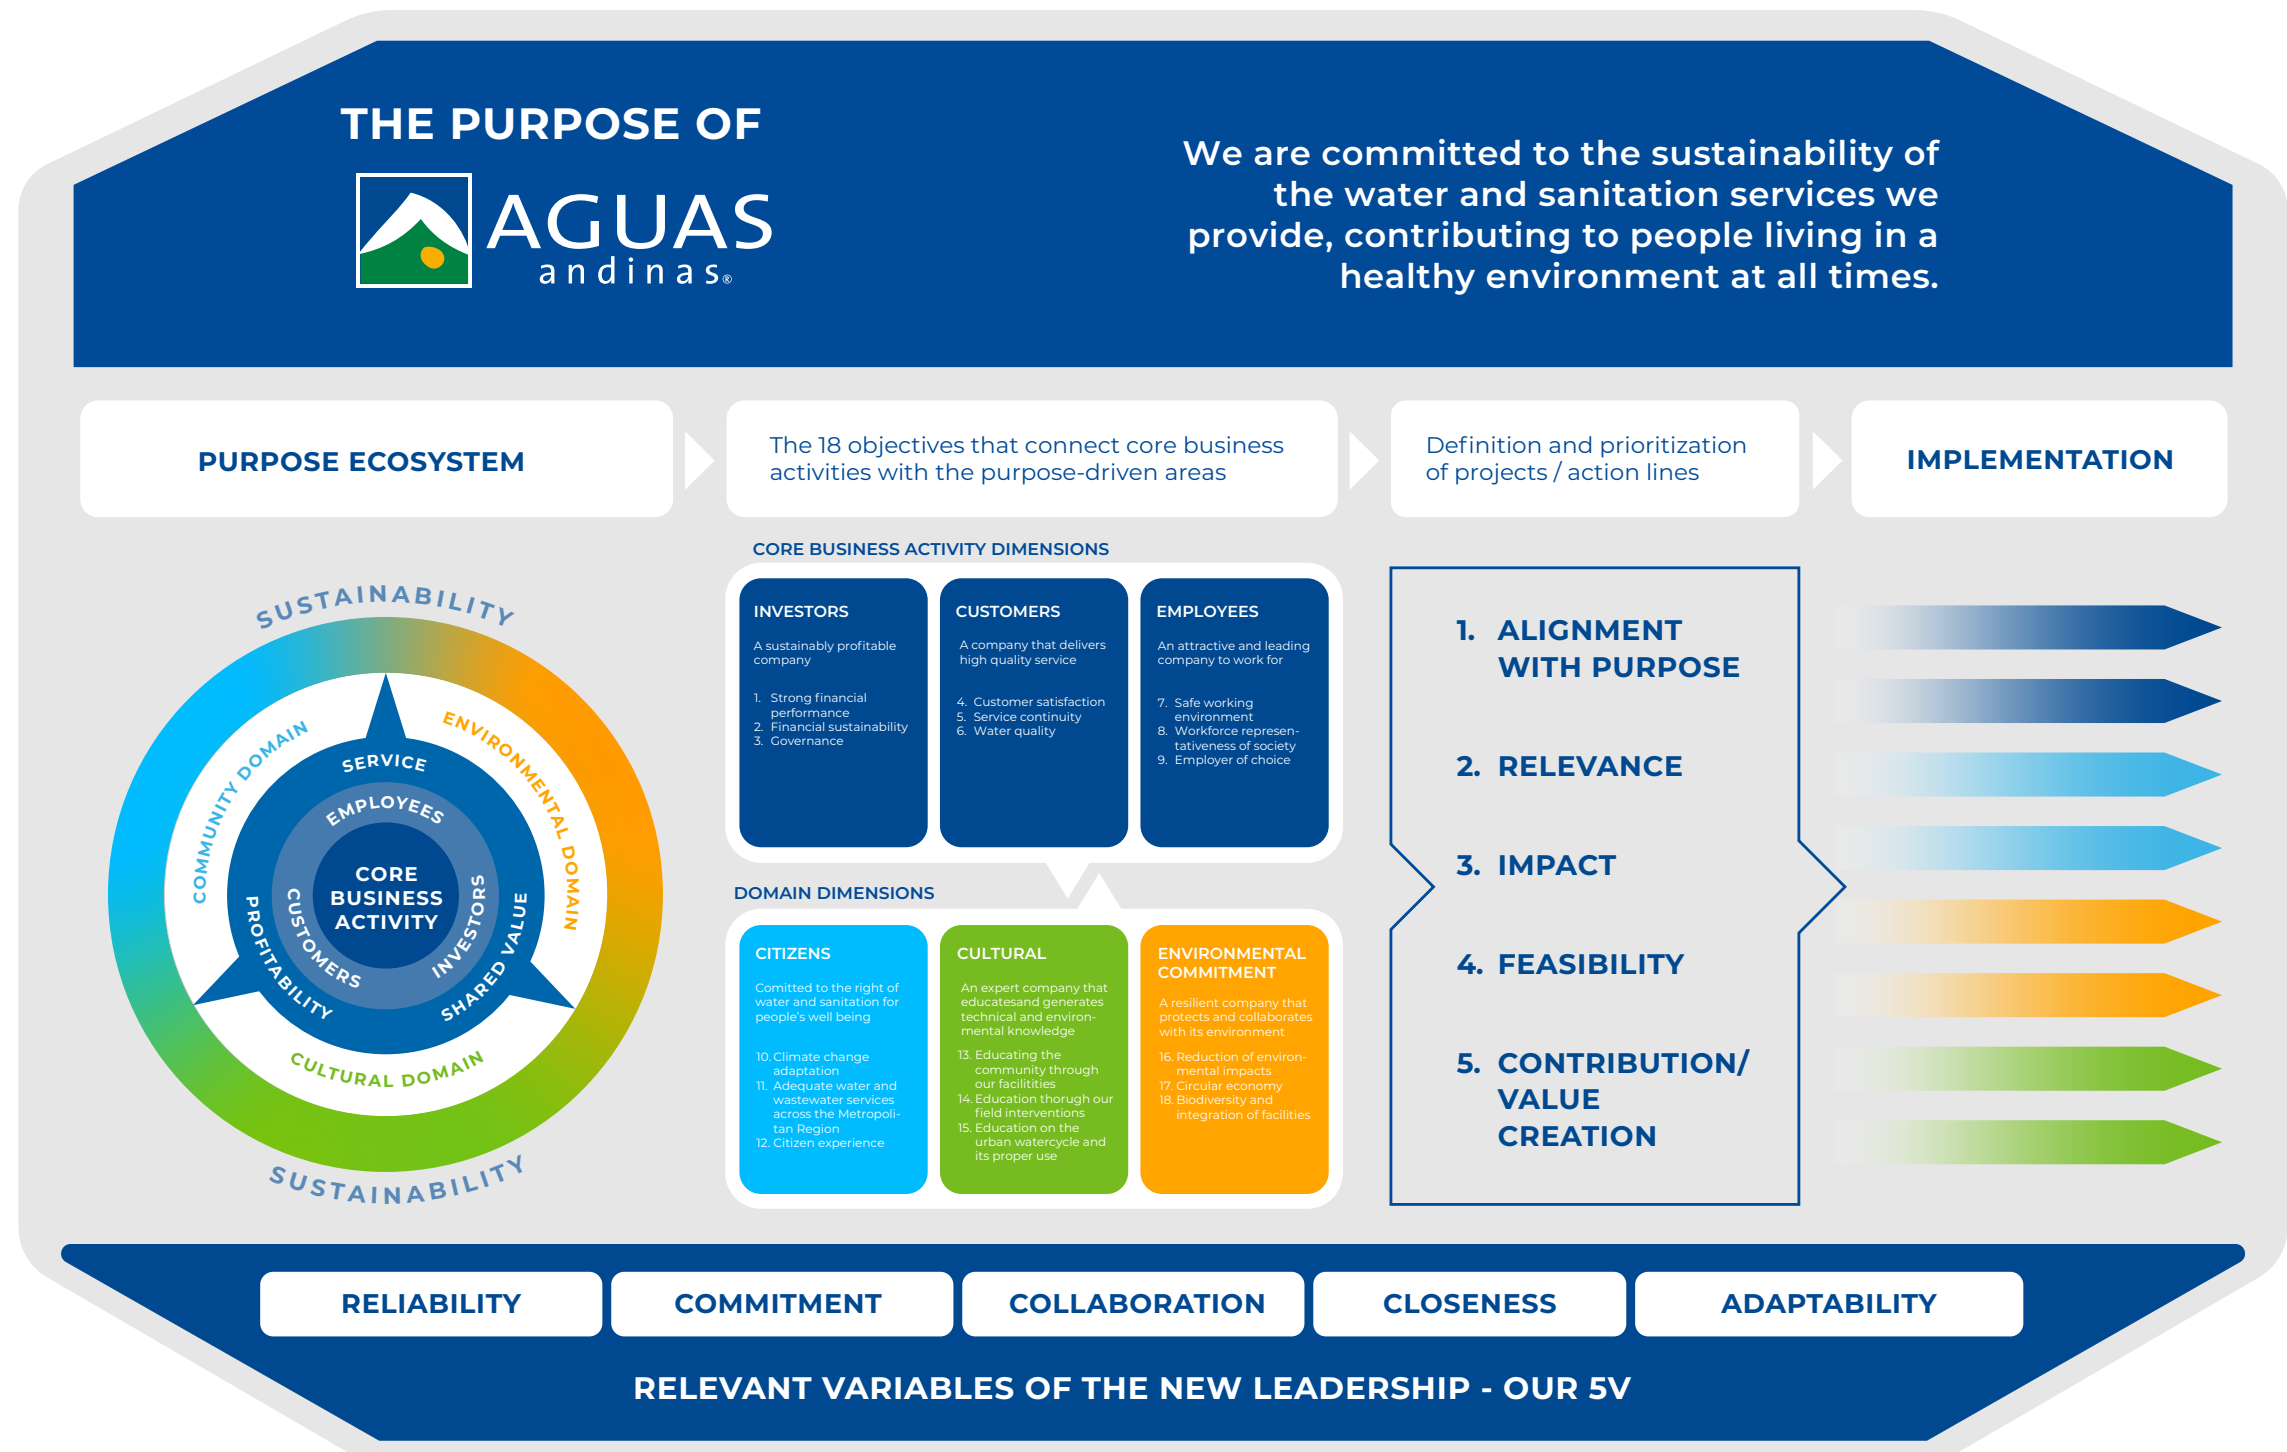 THE PURPOSE OF
AGUAS
andinas®
We are committed to the sustainability of
the water and sanitation services we
provide, contributing to people living in a
healthy environment at all times.
PURPOSE ECOSYSTEM
The 18 objectives that connect core business
activities with the purpose-driven areas
Definition and prioritization
of projects / action lines
IMPLEMENTATION
SUSTAINABILITY
COMMUNITY DOMAIN
ENVIRONMENTAL DOMAIN
CULTURAL DOMAIN
SERVICE
PROFITABILITY
SHARED VALUE
EMPLOYEES
CUSTOMERS
INVESTORS
CORE
BUSINESS
ACTIVITY
SUSTAINABILITY
CORE BUSINESS ACTIVITY DIMENSIONS
INVESTORS
A sustainably profitable
company
1. Strong financial
performance
2. Financial sustainability
3. Governance
CUSTOMERS
A company that delivers
high quality service
4. Customer satisfaction
5. Service continuity
6. Water quality
EMPLOYEES
An attractive and leading
company to work for
7. Safe working
environment
8. Workforce represen-
tativeness of society
9. Employer of choice
DOMAIN DIMENSIONS
CITIZENS
Comitted to the right of
water and sanitation for
people's well being
10. Climate change
adaptation
11. Adequate water and
wastewater services
across the Metropoli-
tan Region
12. Citizen experience
CULTURAL
An expert company that
educatesand generates
technical and environ-
mental knowledge
13. Educating the
community through
our facilitities
14. Education thorugh our
field interventions
15. Education on the
urban watercycle and
its proper use
ENVIRONMENTAL
COMMITMENT
A resilient company that
protects and collaborates
with its environment
16. Reduction of environ-
mental impacts
17. Circular economy
18. Biodiversity and
integration of facilities
1. ALIGNMENT
WITH PURPOSE
2. RELEVANCE
3. IMPACT
4. FEASIBILITY
5. CONTRIBUTION/
VALUE
CREATION
RELIABILITY
COMMITMENT
COLLABORATION
CLOSENESS
ADAPTABILITY
RELEVANT VARIABLES OF THE NEW LEADERSHIP - OUR 5V